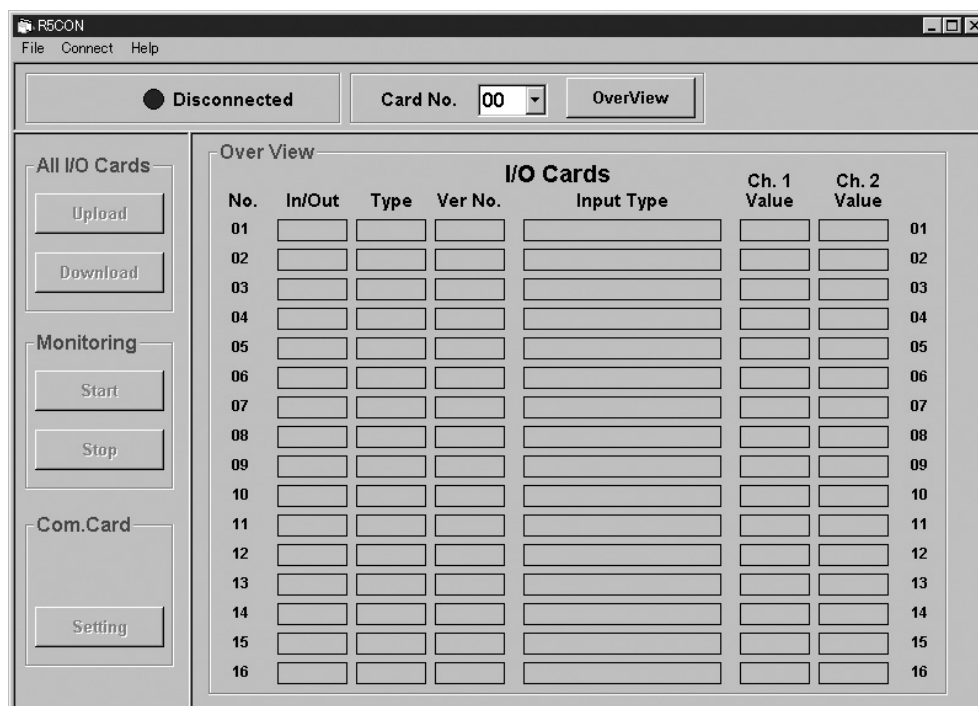 R5CON
File Connect Help
Disconnected
Card No. 00 OverView
All I/O Cards
Upload
Download
Monitoring
Start
Stop
Com.Card
Setting
Over View
I/O Cards
No. In/Out Type Ver No. Input Type Ch. 1 Value Ch. 2 Value
01 01
02 02
03 03
04 04
05 05
06 06
07 07
08 08
09 09
10 10
11 11
12 12
13 13
14 14
15 15
16 16